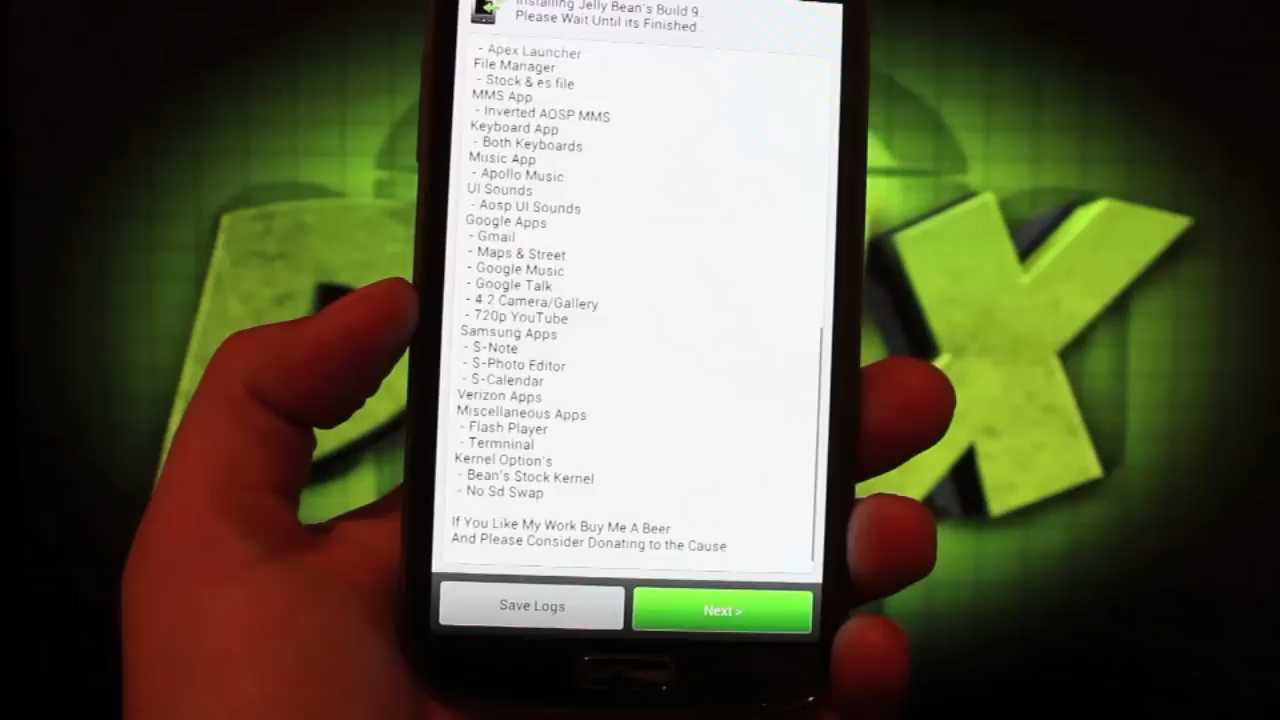 Installing Jelly Bean's Build 9..
Please Wait Until its Finished..
- Apex Launcher
File Manager
- Stock & es file
MMS App
- Inverted AOSP MMS
Keyboard App
- Both Keyboards
Music App
- Apollo Music
UI Sounds
- Aosp UI Sounds
Google Apps
- Gmail
- Maps & Street
- Google Music
- Google Talk
- 4.2 Camera/Gallery
- 720p YouTube
Samsung Apps
- S-Note
- S-Photo Editor
- S-Calendar
Verizon Apps
Miscellaneous Apps
- Flash Player
- Termninal
Kernel Option's
- Bean's Stock Kernel
- No Sd Swap
If You Like My Work Buy Me A Beer
And Please Consider Donating to the Cause
Save Logs
Next >
X